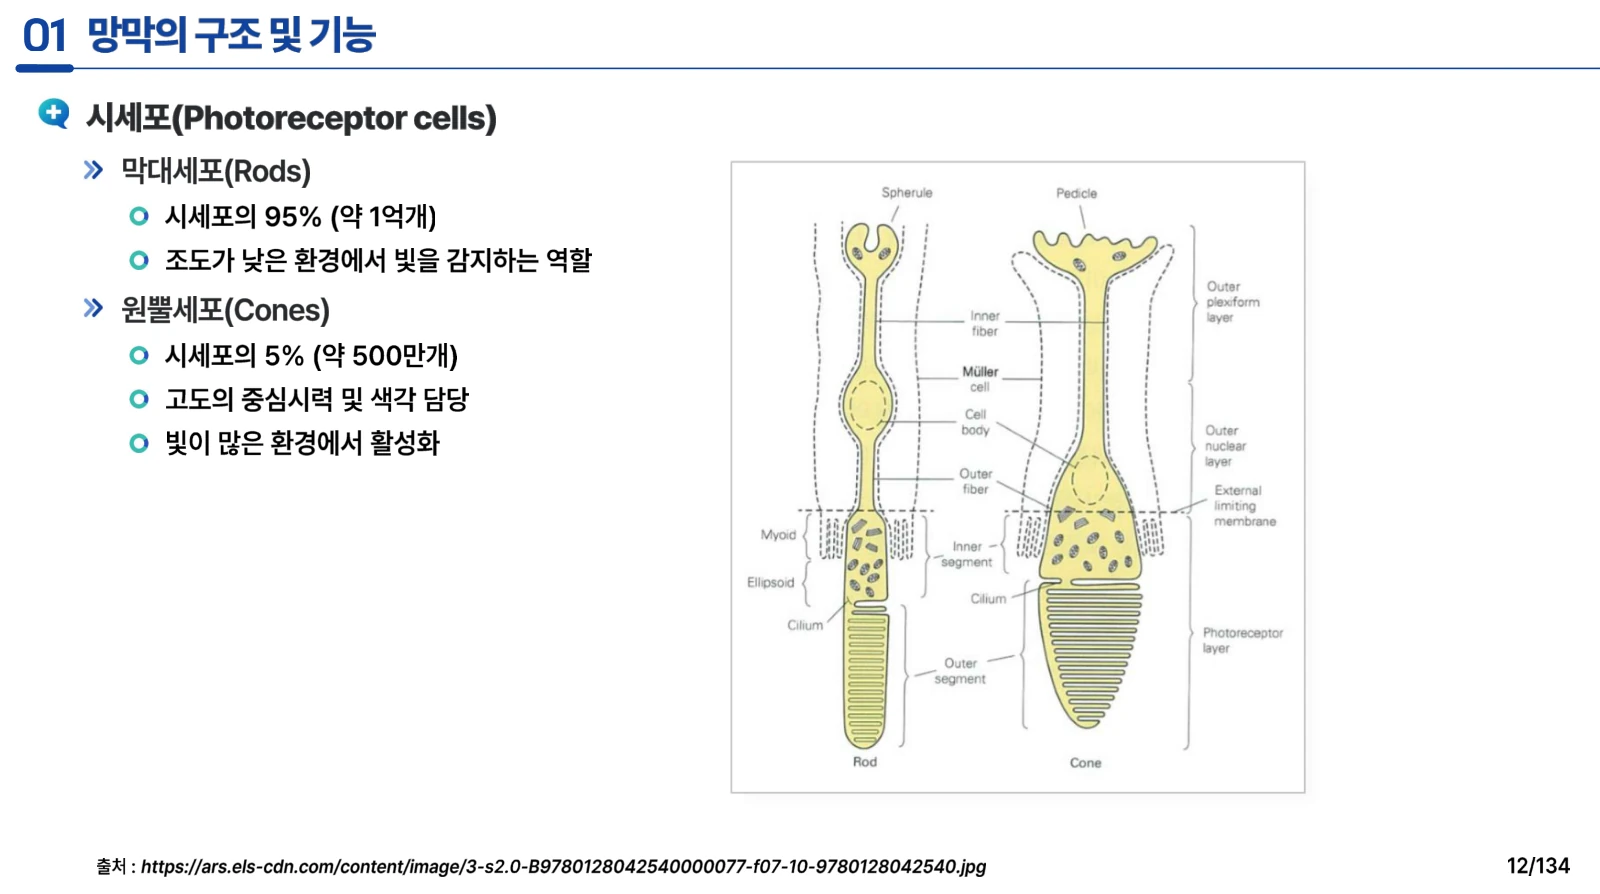 01 망막의 구조 및 기능
시세포(Photoreceptor cells)
막대세포(Rods)
시세포의 95% (약 1억개)
조도가 낮은 환경에서 빛을 감지하는 역할
원뿔세포(Cones)
시세포의 5% (약 500만개)
고도의 중심시력 및 색각 담당
빛이 많은 환경에서 활성화
Spherule
Pedicle
Outer
plexiform
layer
Inner
fiber
Müller
cell
Cell
body
Outer
nuclear
layer
Outer
fiber
External
limiting
membrane
Myoid
Inner
segment
Ellipsoid
Cilium
Cilium
Photoreceptor
layer
Outer
segment
Rod
Cone
출처 : https://ars.els-cdn.com/content/image/3-s2.0-B9780128042540000077-f07-10-9780128042540.jpg
12/134